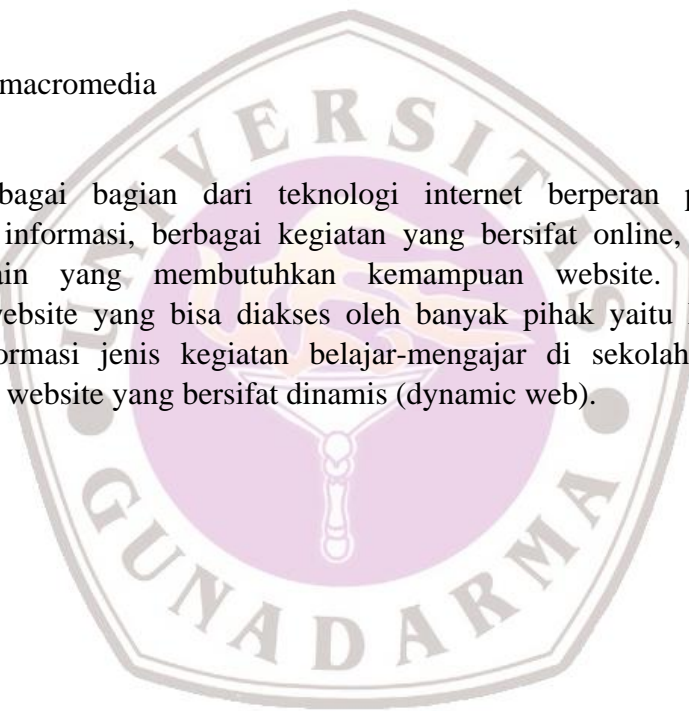 macromedia
bagai bagian dari teknologi internet berperan p
informasi, berbagai kegiatan yang bersifat online,
in yang membutuhkan kemampuan website.
website yang bisa diakses oleh banyak pihak yaitu
ormasi jenis kegiatan belajar-mengajar di sekolah
website yang bersifat dinamis (dynamic web).
UNIVERSITAS
GUNADARMA